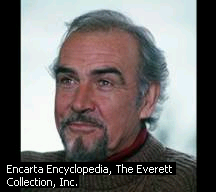 Encarta Encyclopedia, The Everett
Collection, Inc.